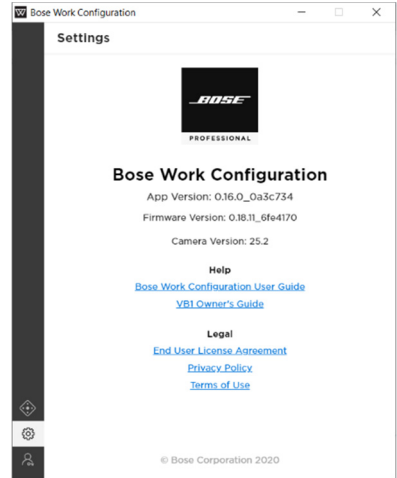 Bose Work Configuration
Settings
BOSE
PROFESSIONAL
Bose Work Configuration
App Version: 0.16.0_0a3c734
Firmware Version: 0.18.11_6fe4170
Camera Version: 25.2
Help
Bose Work Configuration User Guide
VB1 Owner's Guide
Legal
End User License Agreement
Privacy Policy
Terms of Use
© Bose Corporation 2020